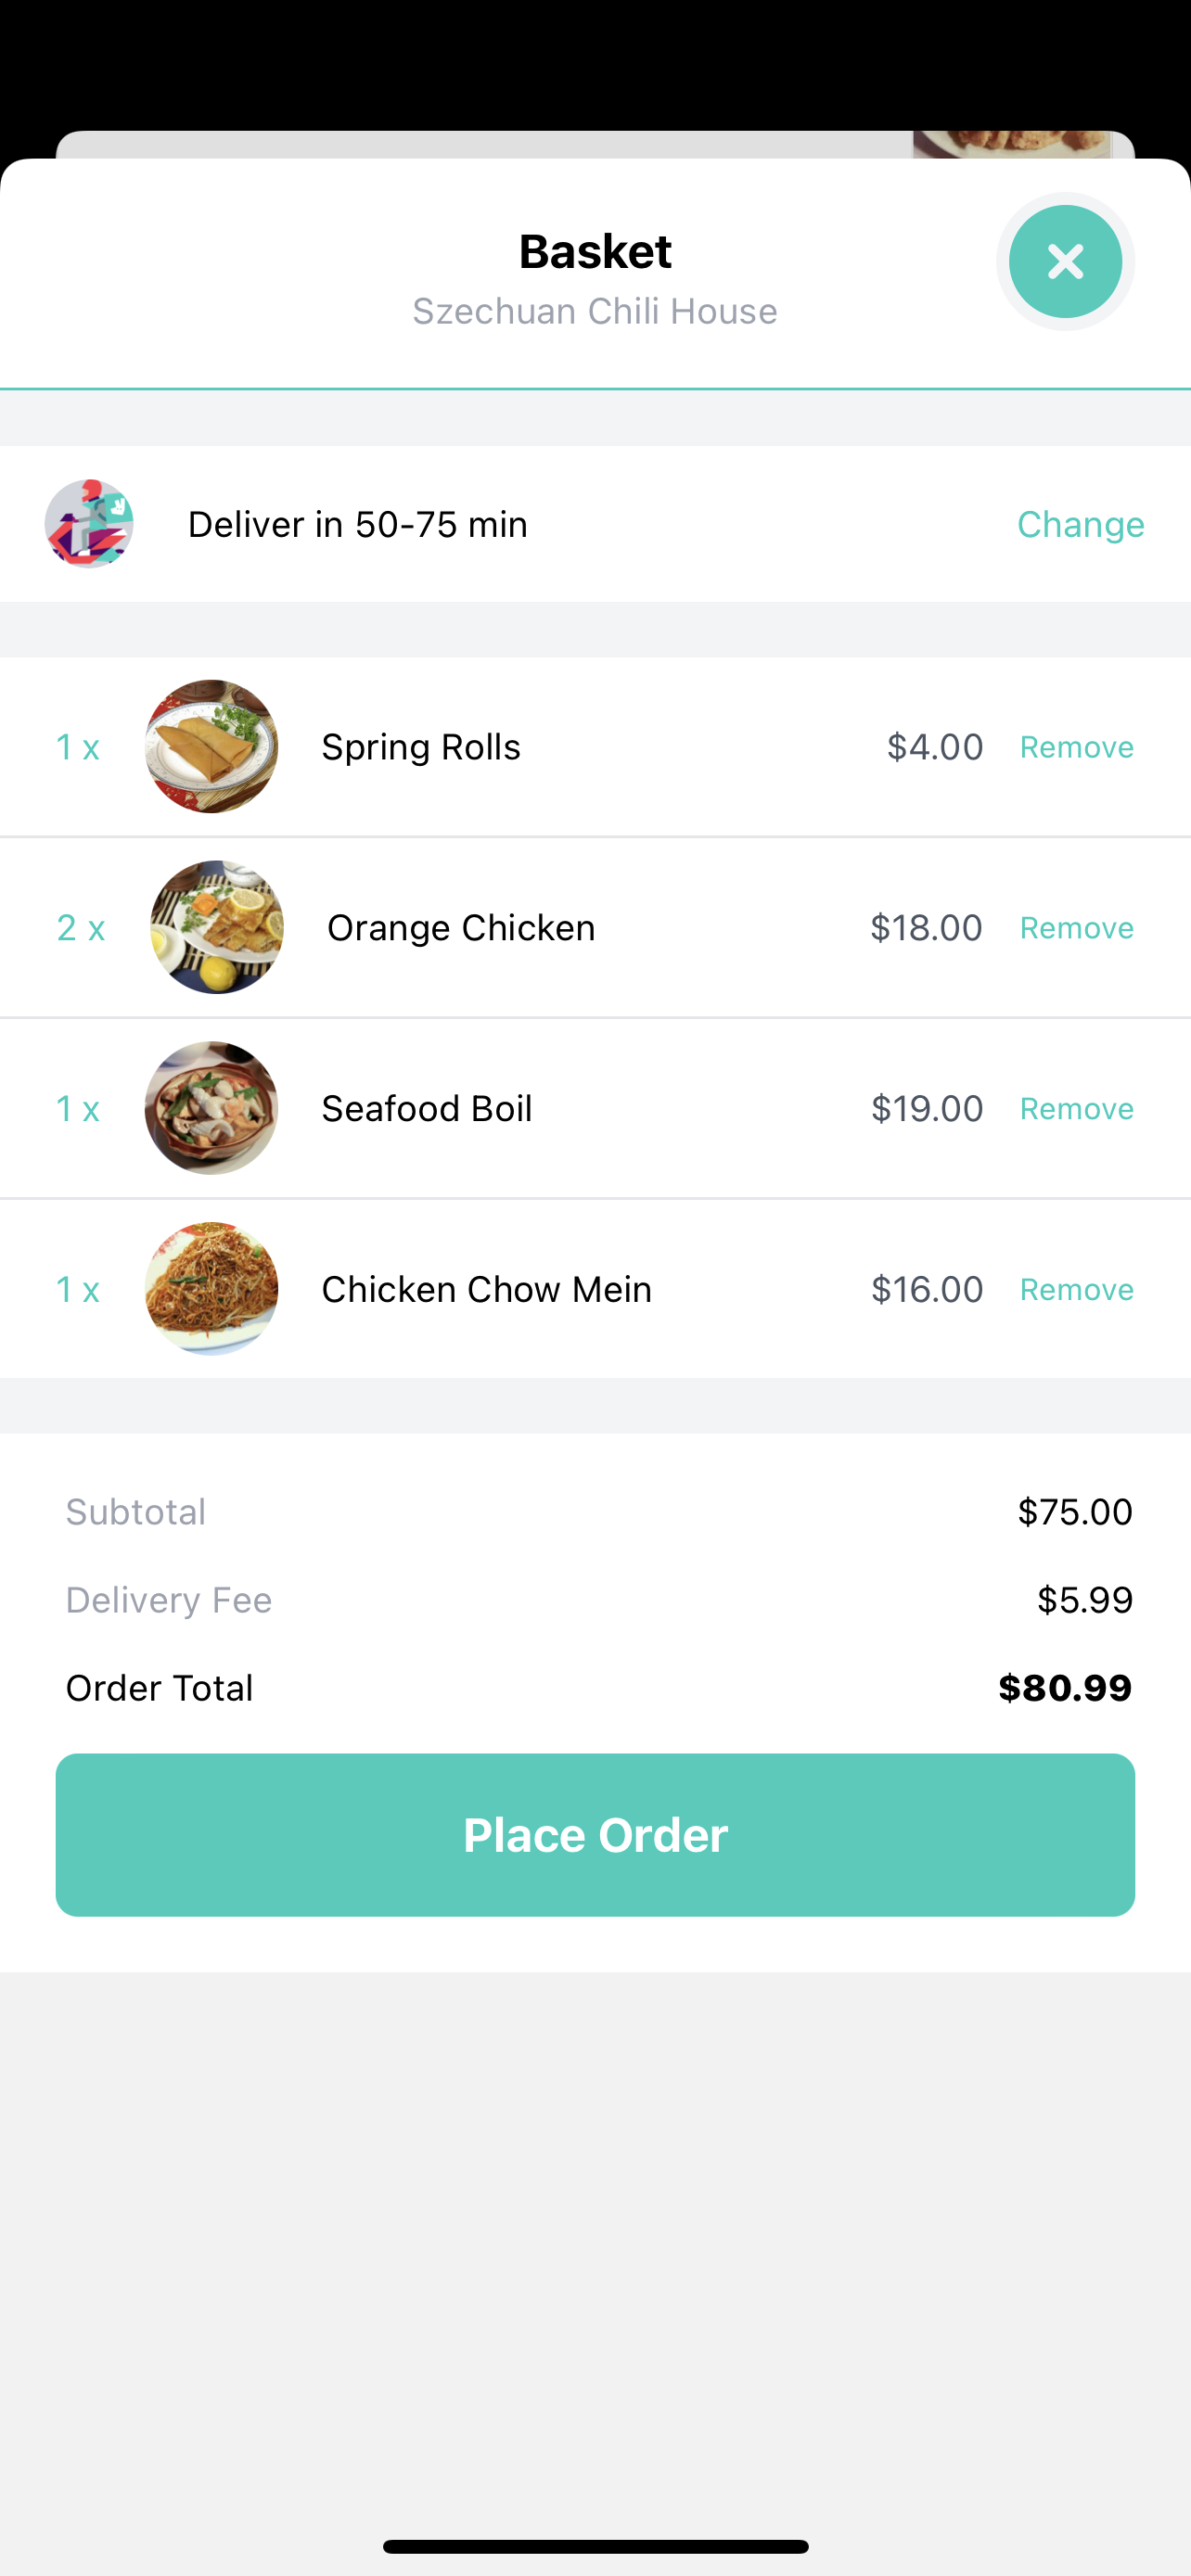 Basket
Szechuan Chili House
Deliver in 50-75 min Change
1 x Spring Rolls $4.00 Remove
2 x Orange Chicken $18.00 Remove
1 x Seafood Boil $19.00 Remove
1 x Chicken Chow Mein $16.00 Remove
Subtotal $75.00
Delivery Fee $5.99
Order Total $80.99
Place Order